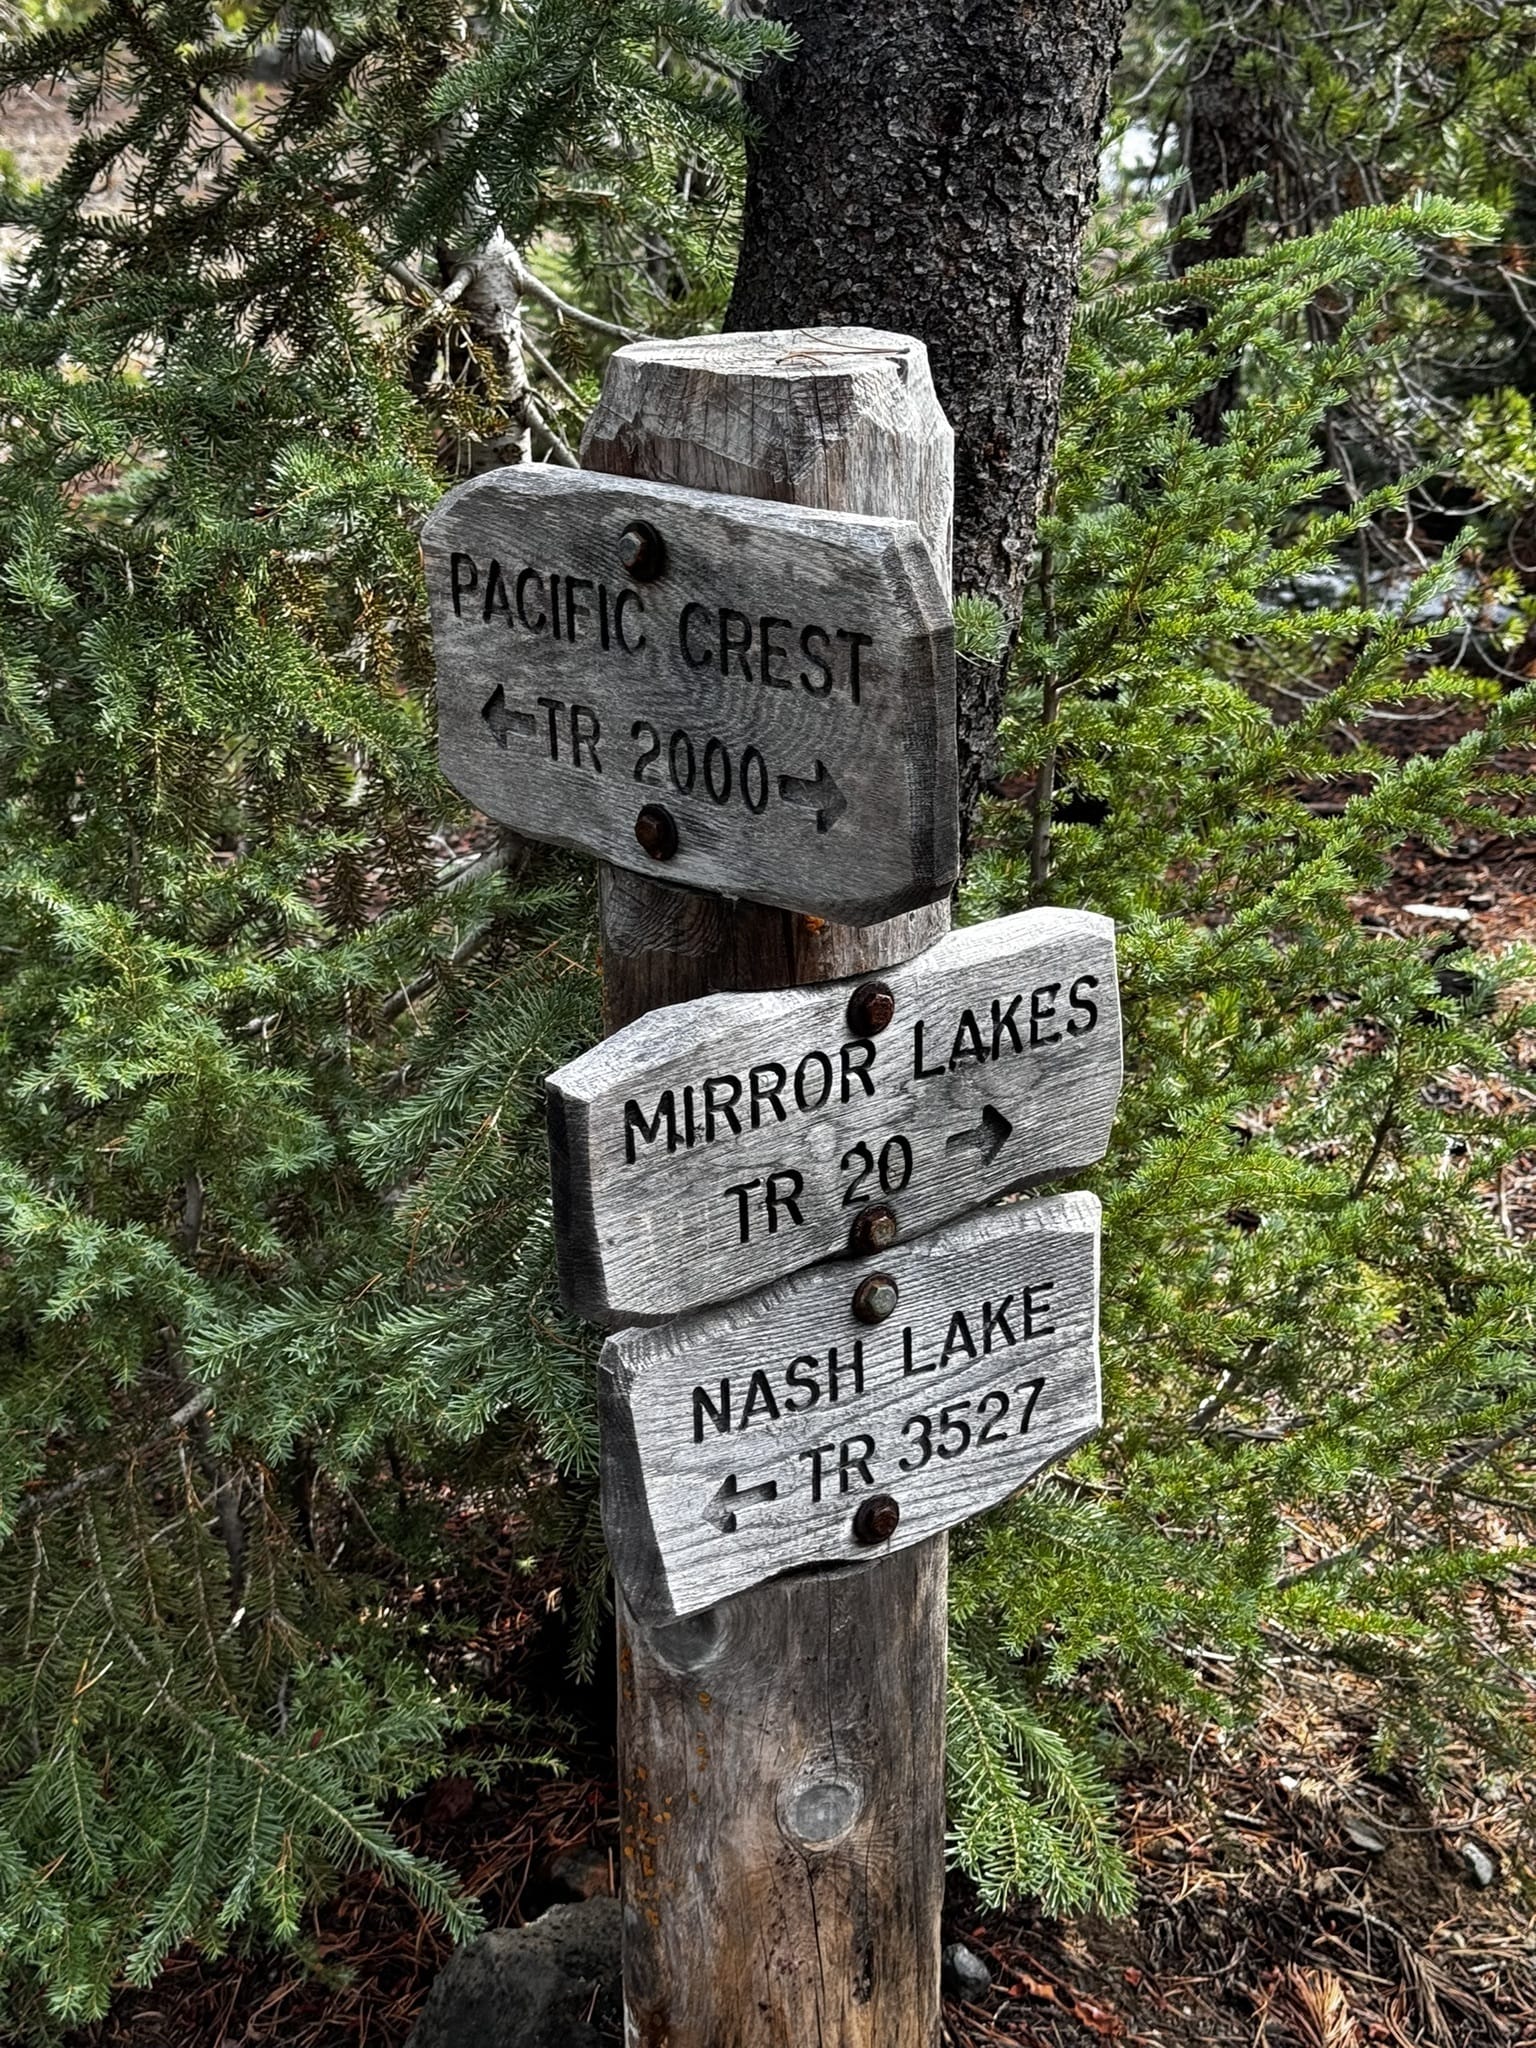 PACIFIC CREST
←TR 2000→
MIRROR LAKES
TR 20 →
NASH LAKE
← TR 3527